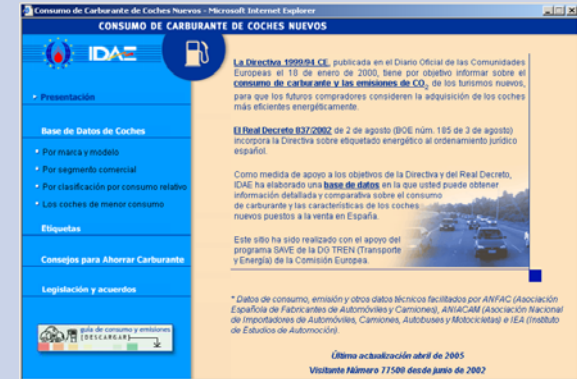 Consumo de Carburante de Coches Nuevos - Microsoft Internet Explorer
CONSUMO DE CARBURANTE DE COCHES NUEVOS
IDAE
Presentación
Base de Datos de Coches
Por marca y modelo
Por segmento comercial
Por clasificación por consumo relativo
Los coches de menor consumo
Etiquetas
Consejos para Ahorrar Carburante
Legislación y acuerdos
guía de consumo y emisiones
[DESCARGAR]
La Directiva 1999/94 CE, publicada en el Diario Oficial de las Comunidades
Europeas el 18 de enero de 2000, tiene por objetivo informar sobre el
consumo de carburante y las emisiones de CO2 de los turismos nuevos,
para que los futuros compradores consideren la adquisición de los coches
más eficientes energéticamente.
El Real Decreto 837/2002 de 2 de agosto (BOE núm. 185 de 3 de agosto)
incorpora la Directiva sobre etiquetado energético al ordenamiento jurídico
español.
Como medida de apoyo a los objetivos de la Directiva y del Real Decreto,
IDAE ha elaborado una base de datos en la que usted puede obtener
información detallada y comparativa sobre el consumo
de carburante y las características de los coches
nuevos puestos a la venta en España.
Este sitio ha sido realizado con el apoyo del
programa SAVE de la DG TREN (Transporte
y Energía) de la Comisión Europea.
* Datos de consumo, emisión y otros datos técnicos facilitados por ANFAC (Asociación
Española de Fabricantes de Automóviles y Camiones), ANIACAM (Asociación Nacional
de Importadores de Automóviles, Camiones, Autobuses y Motocicletas) e IEA (Instituto
de Estudios de Automoción).
Última actualización abril de 2005
Visitante Número 77500 desde junio de 2002